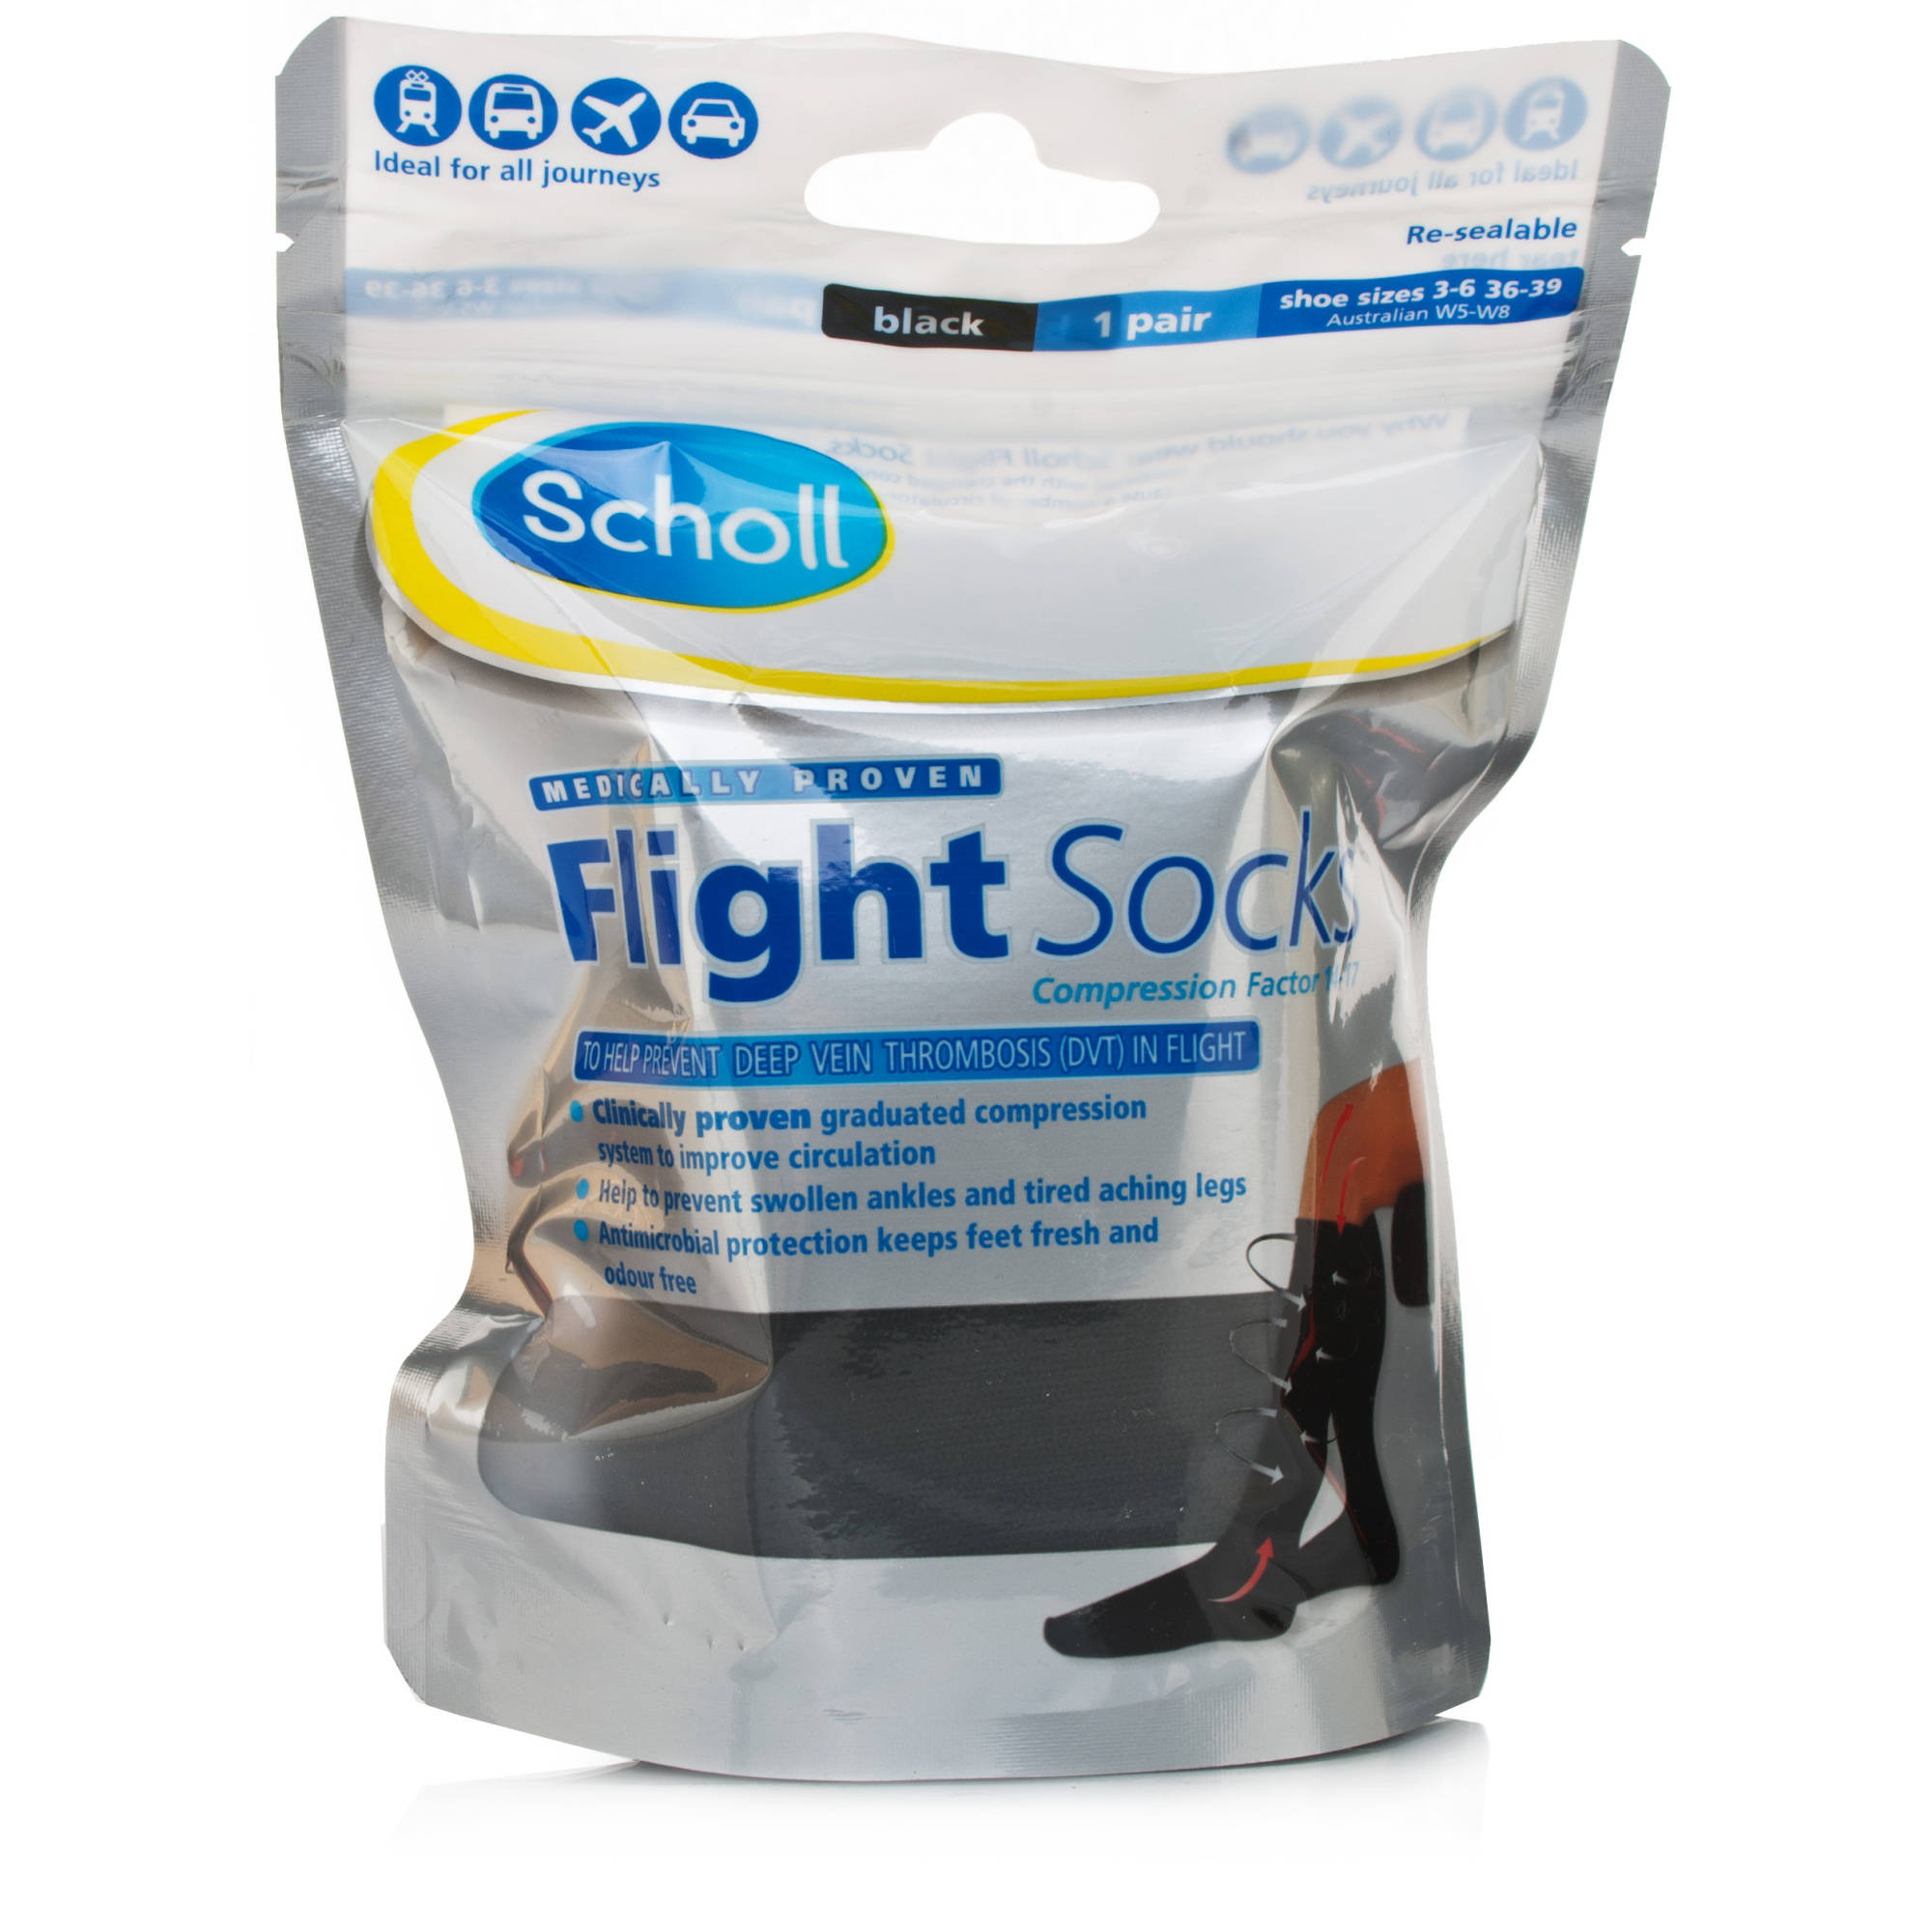 Ideal for all journeys
Re-sealable
black
1 pair
shoe sizes 3-6 36-39
Australian W5-W8
Scholl
MEDICALLY PROVEN
Flight Socks
Compression Factor
TO HELP PREVENT DEEP VEIN THROMBOSIS (DVT) IN FLIGHT
Clinically proven graduated compression
system to improve circulation
Help to prevent swollen ankles and tired aching legs
Antimicrobial protection keeps feet fresh and
odour free